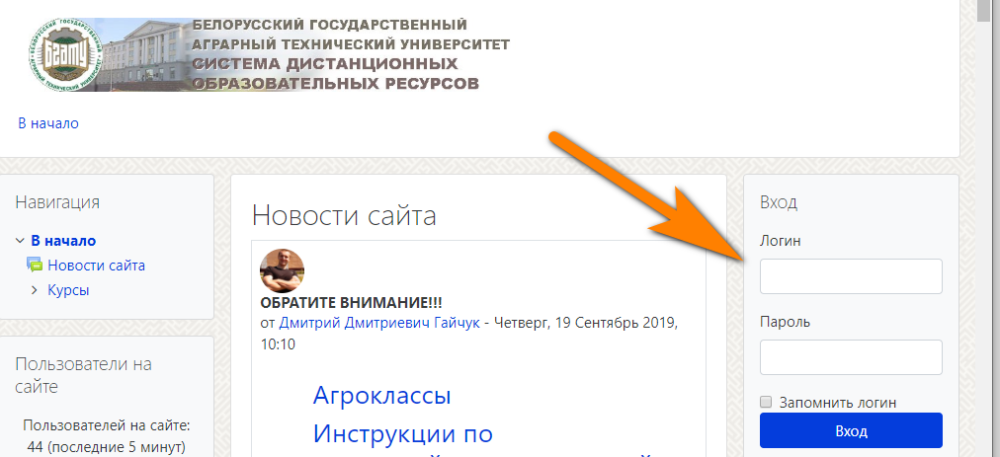 БЕЛОРУССКИЙ ГОСУДАРСТВЕННЫЙ
АГРАРНЫЙ ТЕХНИЧЕСКИЙ УНИВЕРСИТЕТ
СИСТЕМА ДИСТАНЦИОННЫХ
ОБРАЗОВАТЕЛЬНЫХ РЕСУРСОВ
В начало
Навигация
В начало
Новости сайта
Курсы
Пользователи на
сайте
Пользователей на сайте:
44 (последние 5 минут)
Новости сайта
ОБРАТИТЕ ВНИМАНИЕ!!!
от Дмитрий Дмитриевич Гайчук - Четверг, 19 Сентябрь 2019,
10:10
Агроклассы
Инструкции по
Вход
Логин
Пароль
Запомнить логин
Вход